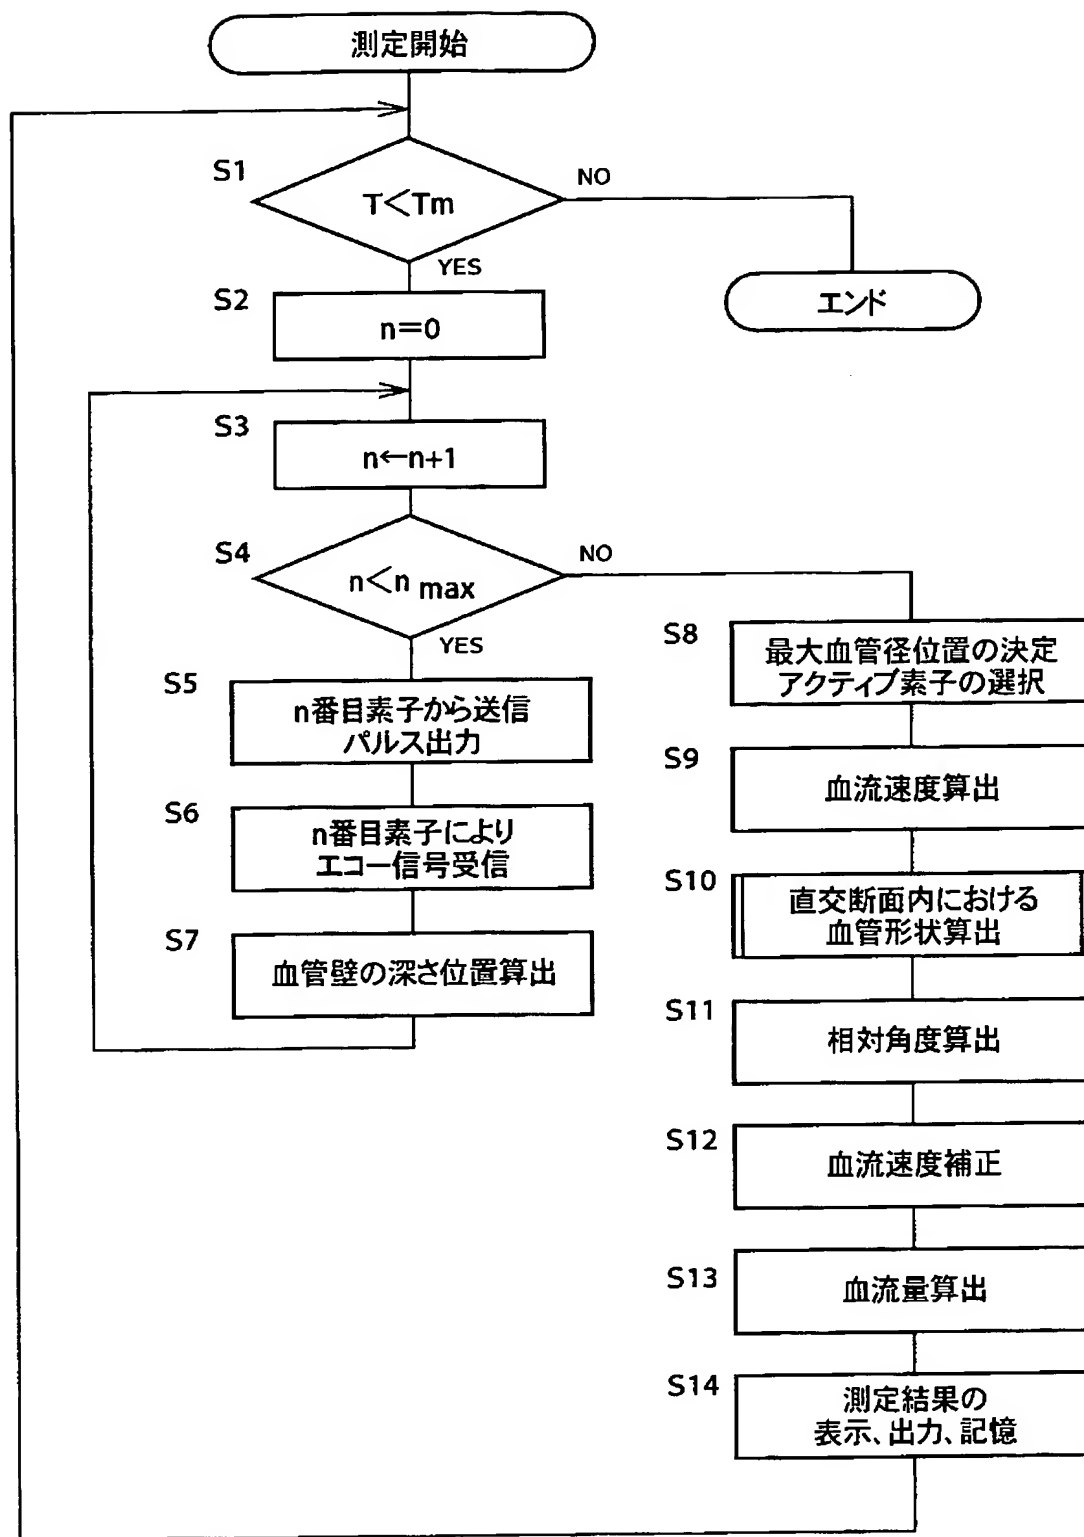 測定開始
S1
T<Tm
NO
YES
エンド
S2
n=0
S3
n←n+1
S4
n<n max
NO
YES
S5
n番目素子から送信
パルス出力
S6
n番目素子により
エコー信号受信
S7
血管壁の深さ位置算出
S8
最大血管径位置の決定
アクティブ素子の選択
S9
血流速度算出
S10
直交断面内における
血管形状算出
S11
相対角度算出
S12
血流速度補正
S13
血流量算出
S14
測定結果の
表示、出力、記憶